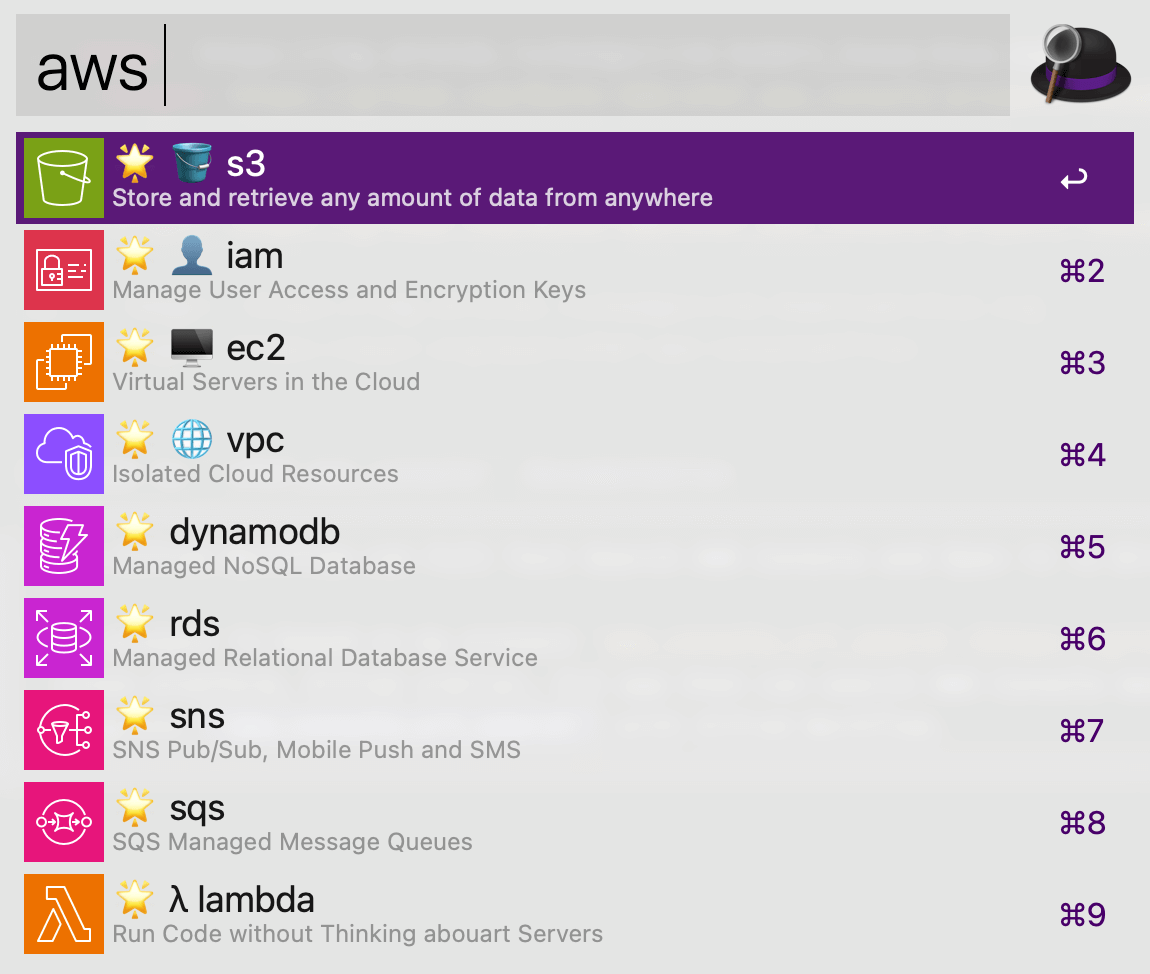 aws
s3
Store and retrieve any amount of data from anywhere
iam
Manage User Access and Encryption Keys
⌘2
ec2
Virtual Servers in the Cloud
⌘3
vpc
Isolated Cloud Resources
⌘4
dynamodb
Managed NoSQL Database
⌘5
rds
Managed Relational Database Service
⌘6
sns
SNS Pub/Sub, Mobile Push and SMS
⌘7
sqs
SQS Managed Message Queues
⌘8
λ lambda
Run Code without Thinking abouart Servers
⌘9